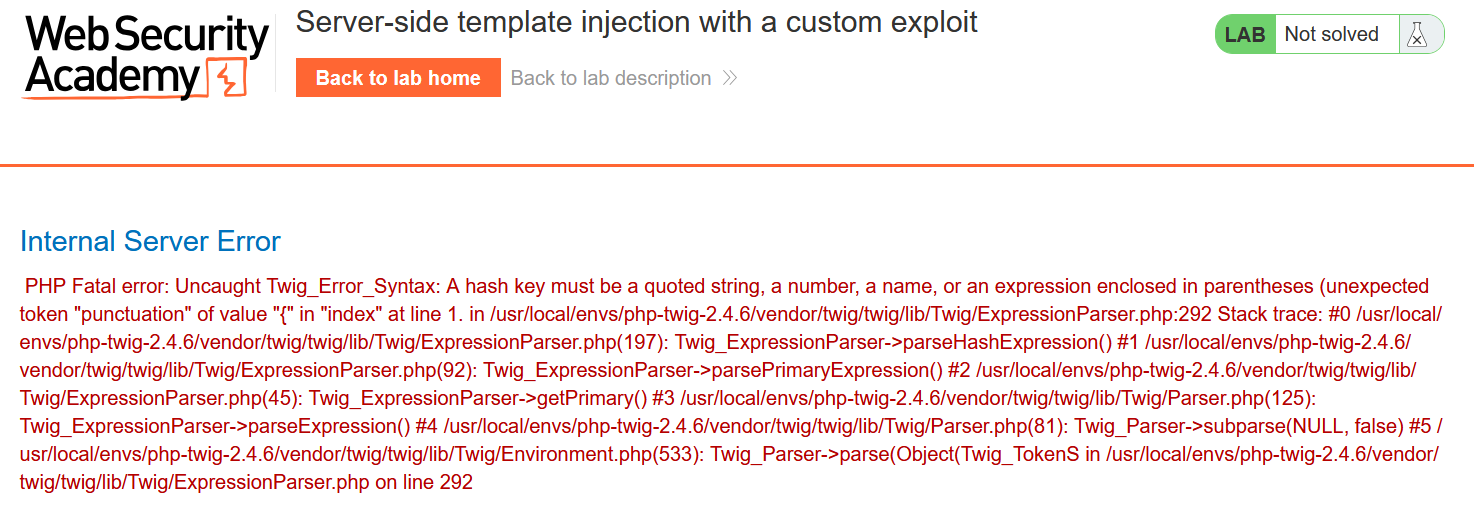 Web Security
Academy
Server-side template injection with a custom exploit
Back to lab home Back to lab description
LAB Not solved
Internal Server Error
PHP Fatal error: Uncaught Twig_Error_Syntax: A hash key must be a quoted string, a number, a name, or an expression enclosed in parentheses (unexpected
token "punctuation" of value "{" in "index" at line 1. in /usr/local/envs/php-twig-2.4.6/vendor/twig/twig/lib/Twig/ExpressionParser.php:292 Stack trace: #0 /usr/local/
envs/php-twig-2.4.6/vendor/twig/twig/lib/Twig/ExpressionParser.php(197): Twig_ExpressionParser->parseHashExpression() #1 /usr/local/envs/php-twig-2.4.6/
vendor/twig/twig/lib/Twig/ExpressionParser.php(92): Twig_ExpressionParser->parsePrimaryExpression() #2 /usr/local/envs/php-twig-2.4.6/vendor/twig/twig/lib/
Twig/ExpressionParser.php(45): Twig_ExpressionParser->getPrimary() #3 /usr/local/envs/php-twig-2.4.6/vendor/twig/twig/lib/Twig/Parser.php(125):
Twig_ExpressionParser->parseExpression() #4 /usr/local/envs/php-twig-2.4.6/vendor/twig/twig/lib/Twig/Parser.php(81): Twig_Parser->subparse(NULL, false) #5 /
usr/local/envs/php-twig-2.4.6/vendor/twig/twig/lib/Twig/Environment.php(533): Twig_Parser->parse(Object(Twig_TokenS in /usr/local/envs/php-twig-2.4.6/vendor/
twig/twig/lib/Twig/ExpressionParser.php on line 292